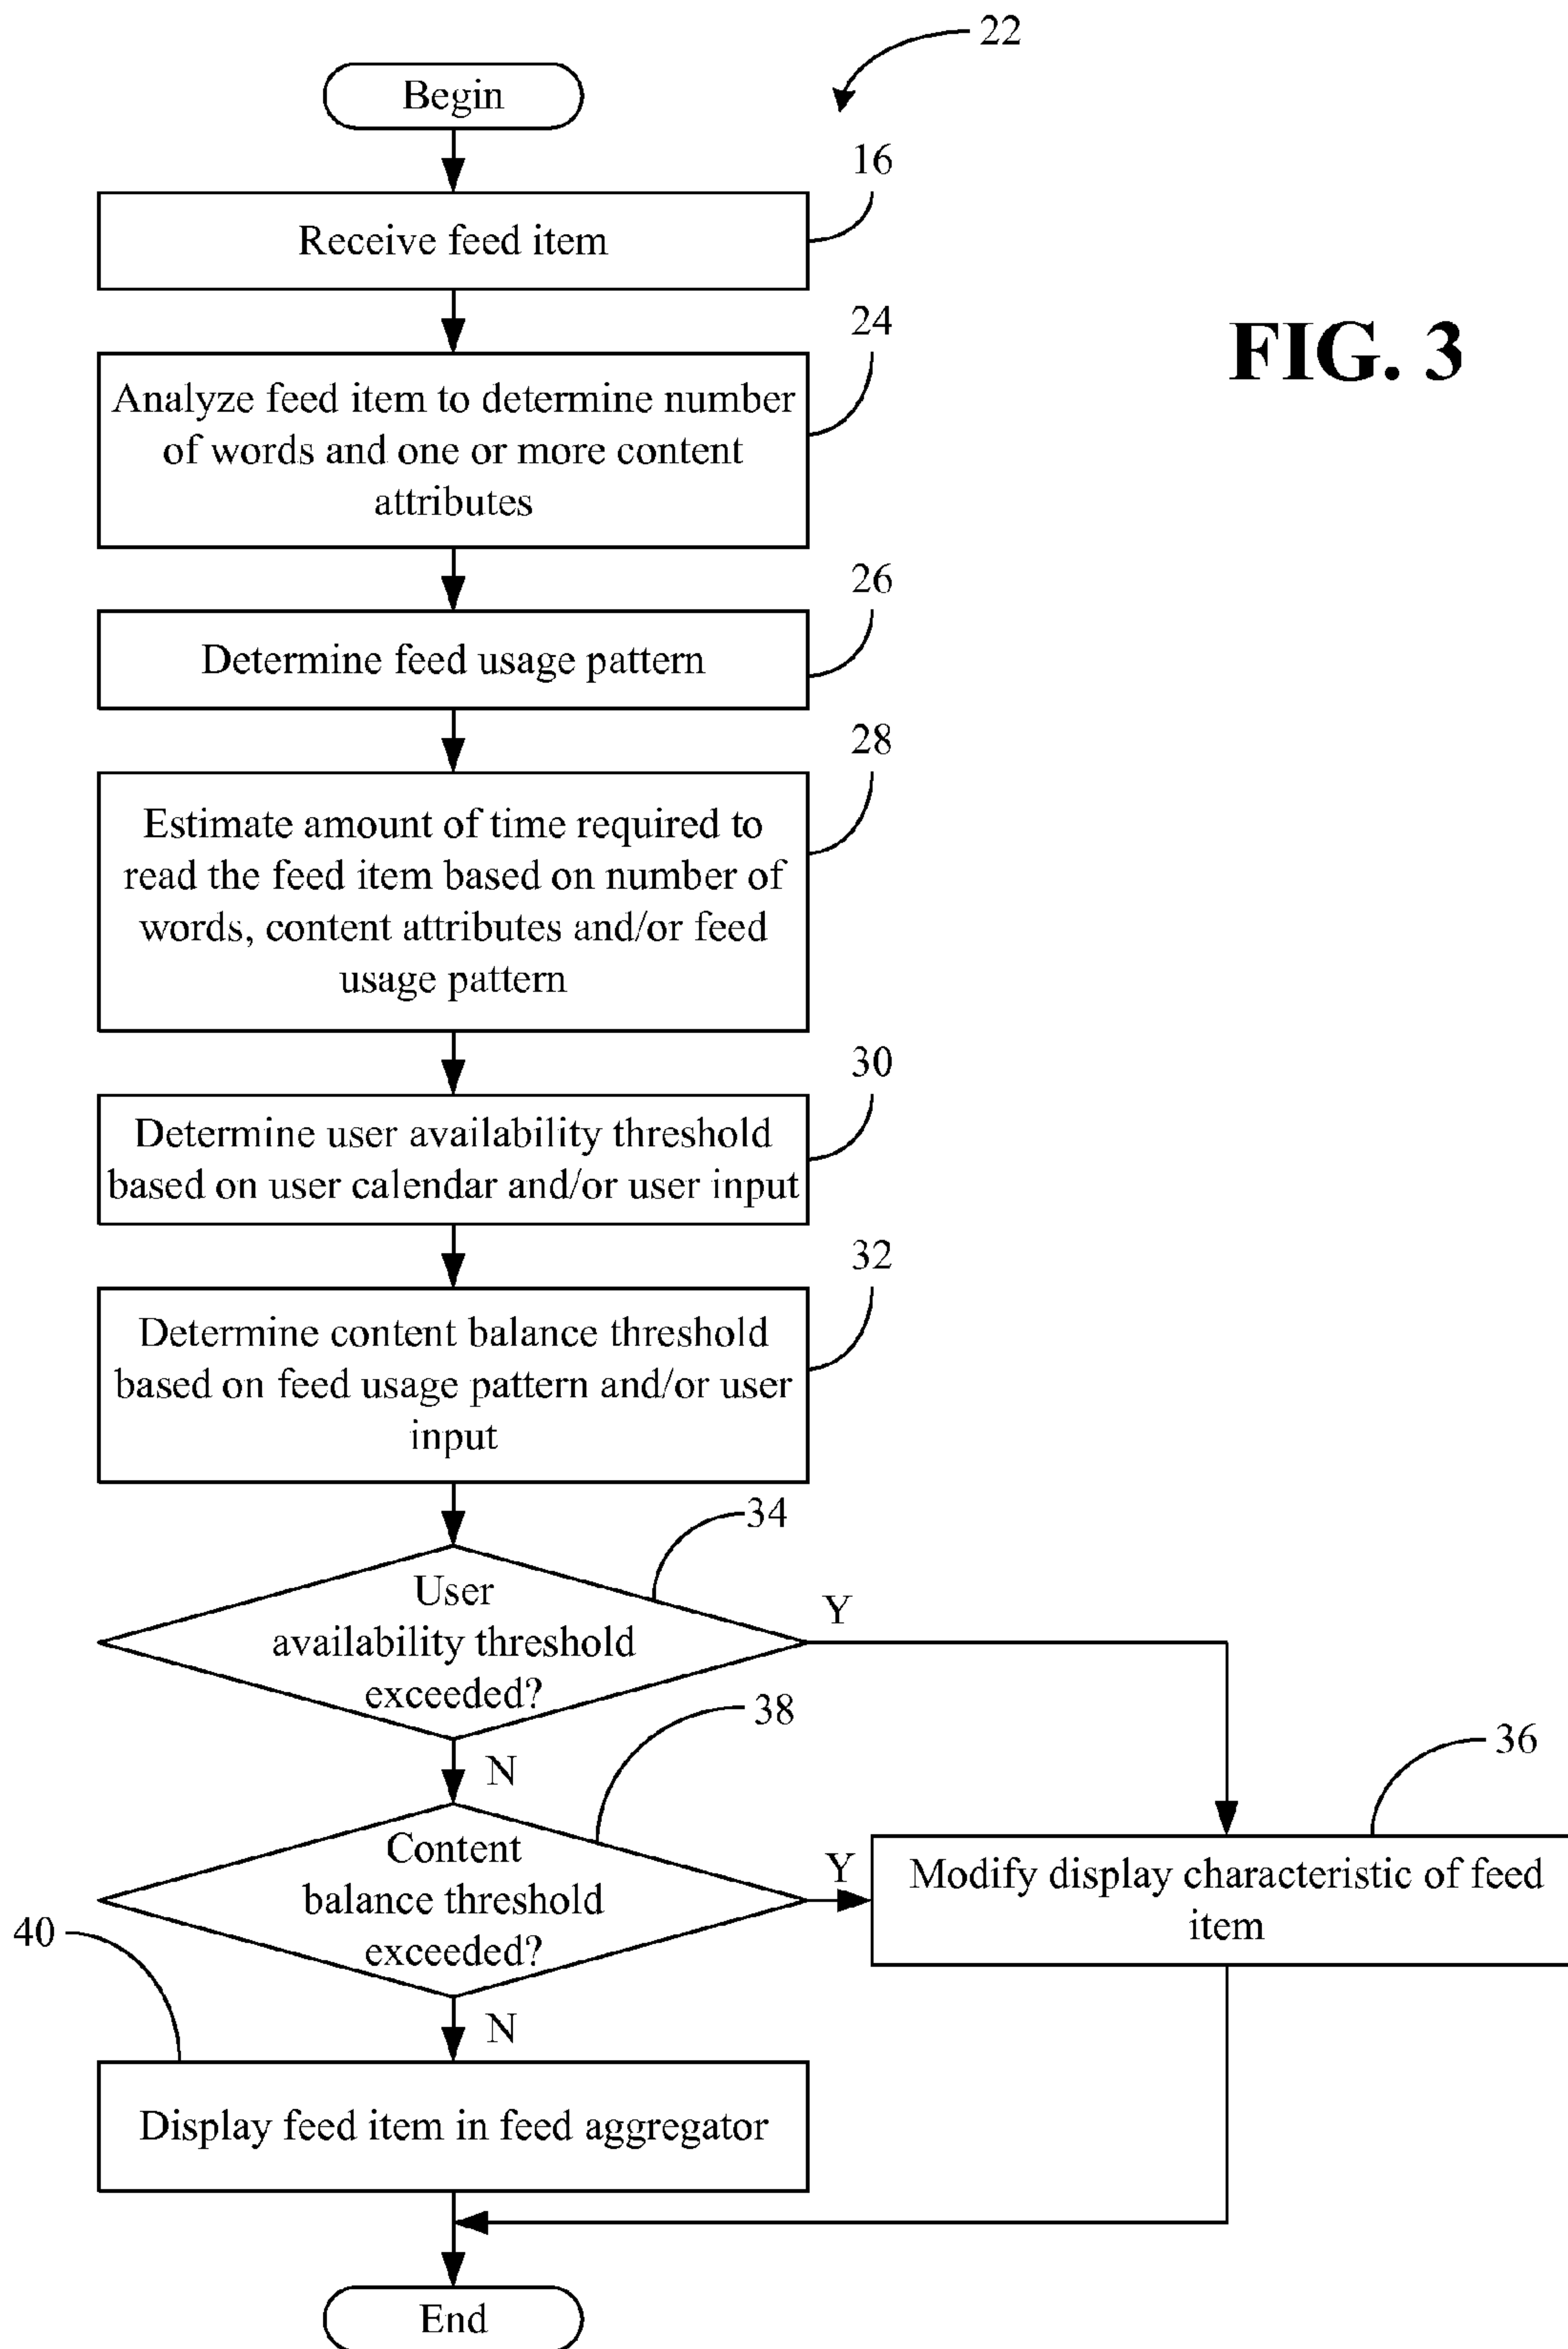 22
Begin
16
Receive feed item
FIG. 3
24
Analyze feed item to determine number
of words and one or more content
attributes
26
Determine feed usage pattern
28
Estimate amount of time required to
read the feed item based on number of
words, content attributes and/or feed
usage pattern
30
Determine user availability threshold
based on user calendar and/or user input
32
Determine content balance threshold
based on feed usage pattern and/or user
input
34
User
availability threshold
exceeded?
Y
N
38
36
Content
balance threshold
exceeded?
Y
Modify display characteristic of feed
item
40
N
Display feed item in feed aggregator
End